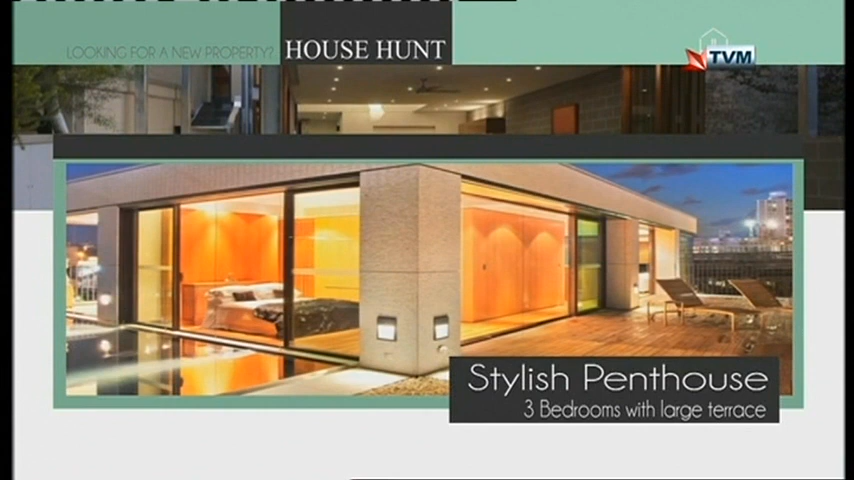 LOOKING FOR A NEW PROPERTY?
HOUSE HUNT
TVM
Stylish Penthouse
3 Bedrooms with large terrace